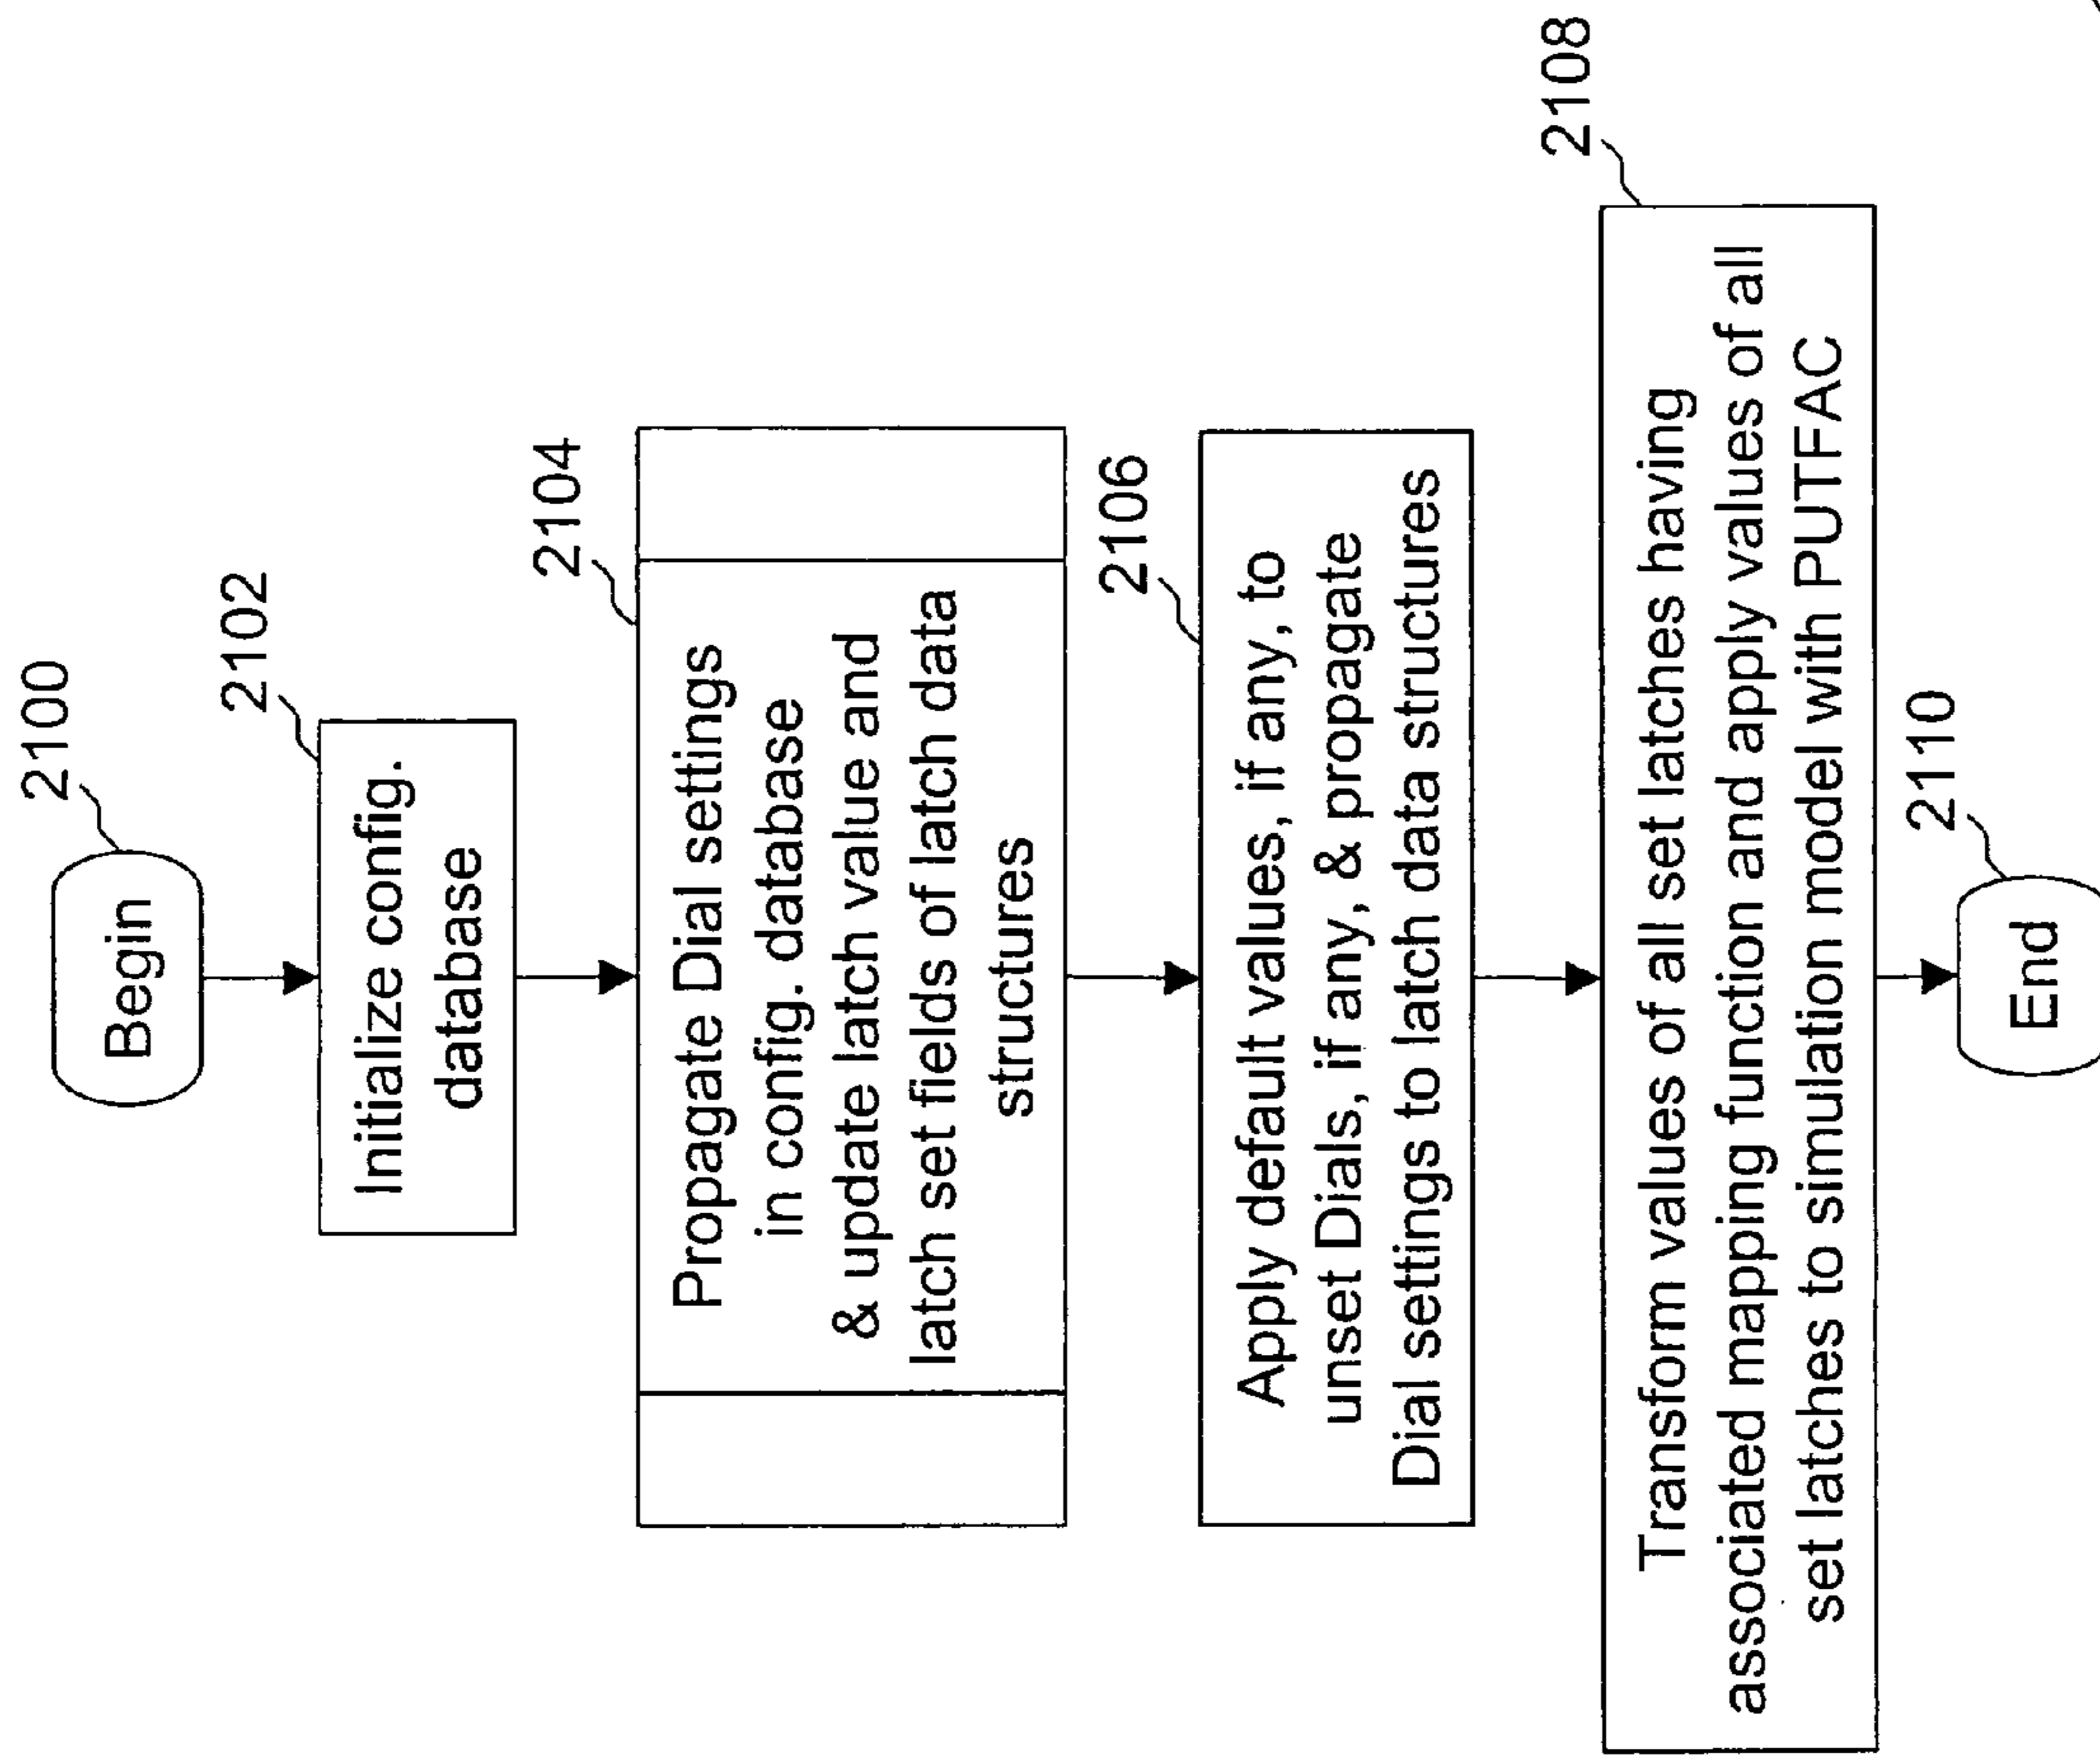 2100
Begin
2102
Initialize config.
database
2104
Propagate Dial settings
in config. database
& update latch value and
latch set fields of latch data
structures
2106
Apply default values, if any, to
unset Dials, if any, & propagate
Dial settings to latch data structures
2108
Transform values of all set latches having
associated mapping function and apply values of all
set latches to simulation model with PUTFAC
2110
End